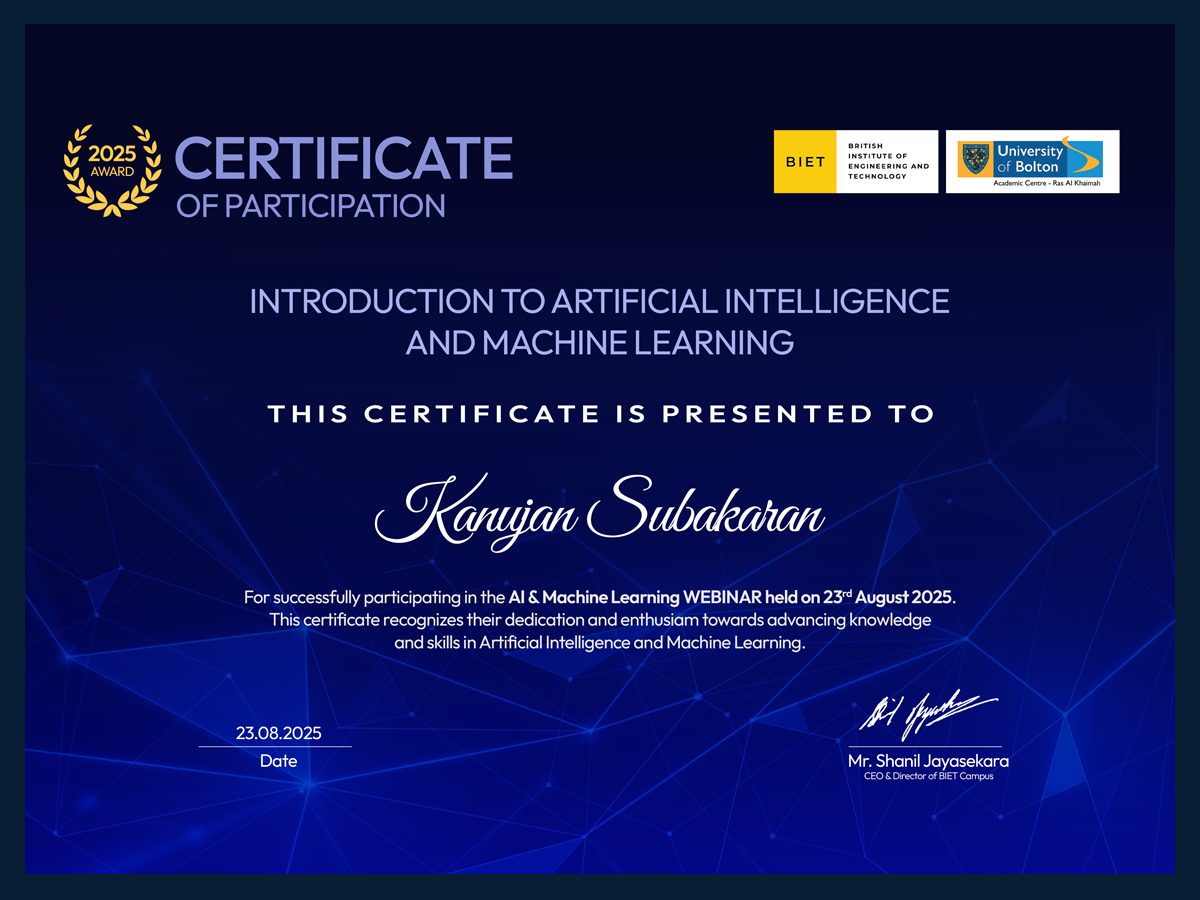 2025
AWARD
CERTIFICATE
OF PARTICIPATION
BIET
BRITISH
INSTITUTE OF
ENGINEERING AND
TECHNOLOGY
University
of Bolton
Academic Centre - Ras Al Khaimah
INTRODUCTION TO ARTIFICIAL INTELLIGENCE
AND MACHINE LEARNING
THIS CERTIFICATE IS PRESENTED TO
Kanujan Subakaran
For successfully participating in the AI & Machine Learning WEBINAR held on 23rd August 2025.
This certificate recognizes their dedication and enthusiam towards advancing knowledge
and skills in Artificial Intelligence and Machine Learning.
23.08.2025
Date
Mr. Shanil Jayasekara
CEO & Director of BIET Campus